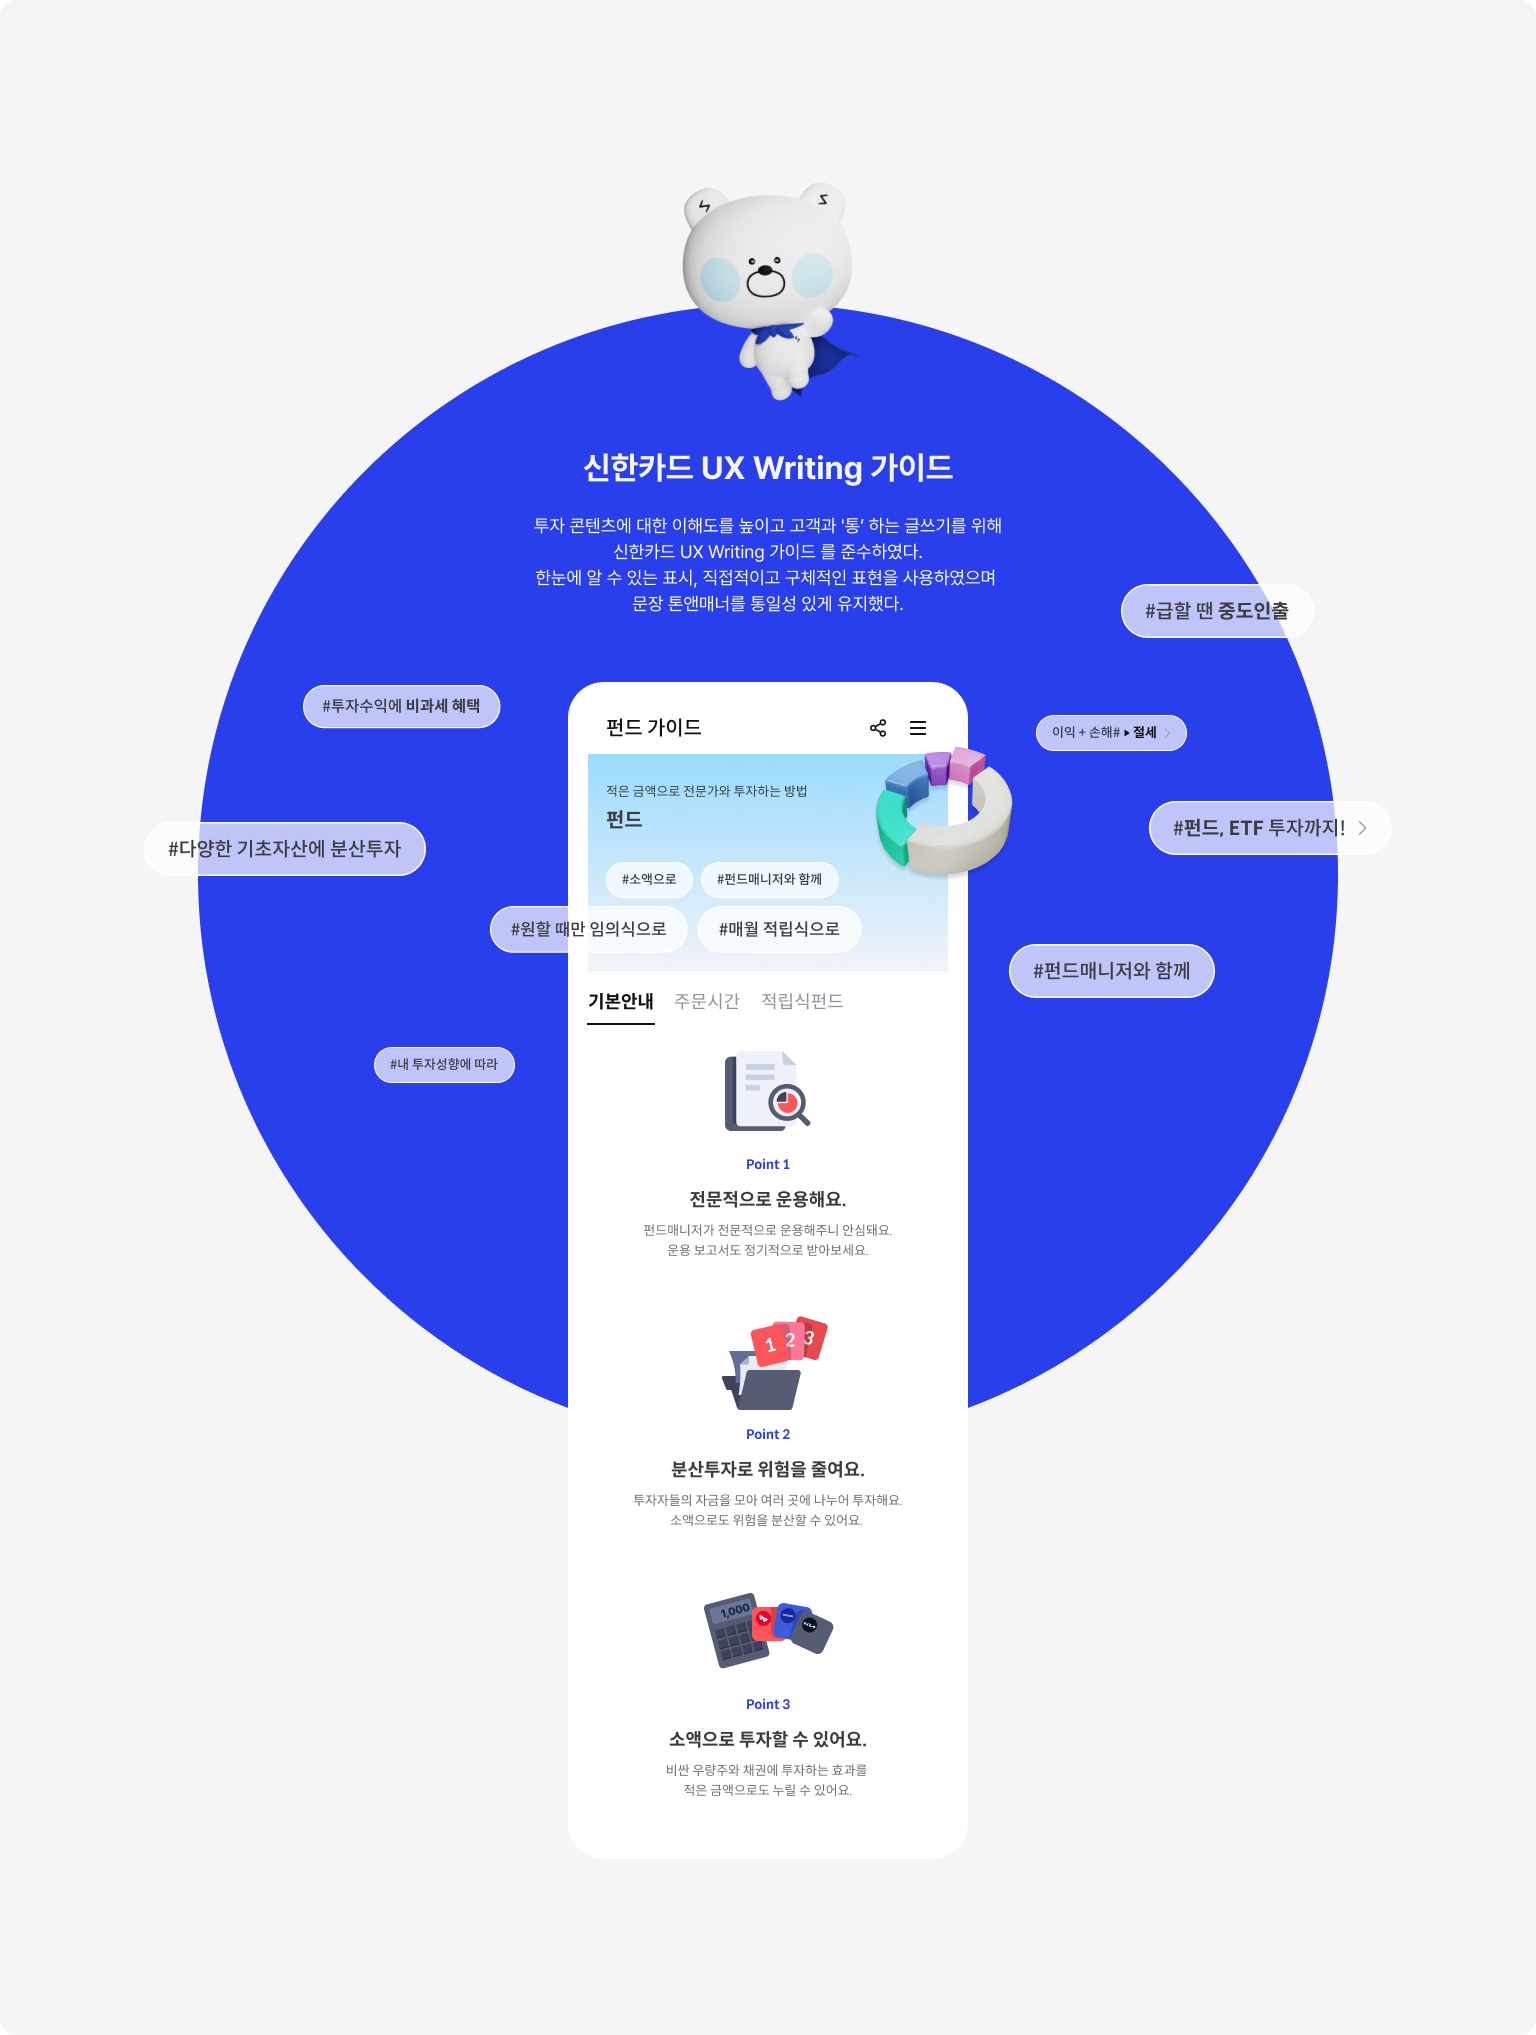 신한카드 UX Writing 가이드
투자 콘텐츠에 대한 이해도를 높이고 고객과 '통‘ 하는 글쓰기를 위해
신한카드 UX Writing 가이드 를 준수하였다.
한눈에 알 수 있는 표시, 직접적이고 구체적인 표현을 사용하였으며
문장 톤앤매너를 통일성 있게 유지했다.
#급할 땐 중도인출
#투자수익에 비과세 혜택
이익 + 손해# ▸ 절세
#다양한 기초자산에 분산투자
#펀드, ETF 투자까지!
펀드 가이드
적은 금액으로 전문가와 투자하는 방법
펀드
#소액으로
#펀드매니저와 함께
#원할 때만 임의식으로
#매월 적립식으로
#펀드매니저와 함께
기본안내 주문시간 적립식펀드
#내 투자성향에 따라
Point 1
전문적으로 운용해요.
펀드매니저가 전문적으로 운용해주니 안심돼요.
운용 보고서도 정기적으로 받아보세요.
1 2 3
Point 2
분산투자로 위험을 줄여요.
투자자들의 자금을 모아 여러 곳에 나누어 투자해요.
소액으로도 위험을 분산할 수 있어요.
1,000
Point 3
소액으로 투자할 수 있어요.
비싼 우량주와 채권에 투자하는 효과를
적은 금액으로도 누릴 수 있어요.